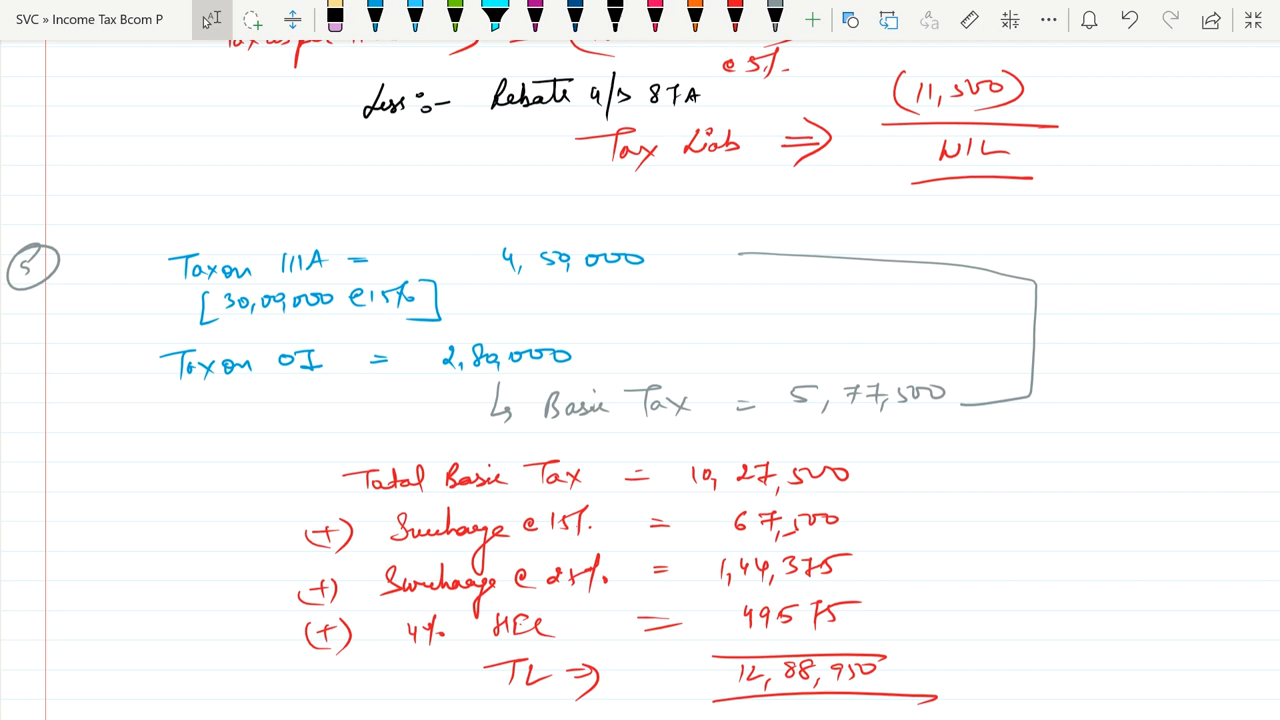 SVC » Income Tax Bcom P
@ 5%.
Less :- Rebate u/s 87A (11,500)
Tax Liab ⇒ NIL
5
Tax on 111A = 4,50,000
[30,00,000 @ 15%]
Tax on OI = 2,80,000
↳ Basic Tax = 5,77,500
Total Basic Tax = 10,27,500
(+) Surcharge @ 15%. = 67,500
(+) Surcharge @ 25%. = 1,44,375
(+) 4% HEC = 49575
TL ⇒ 12,88,950